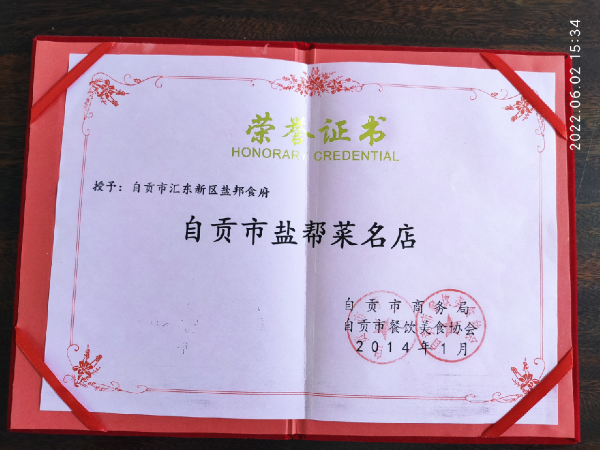 荣誉证书
HONORARY CREDENTIAL
授予：自贡市汇东新区盐邦食府
自贡市盐帮菜名店
自贡市商务局
自贡市餐饮美食协会
2014年1月
2022.06.02 15:34